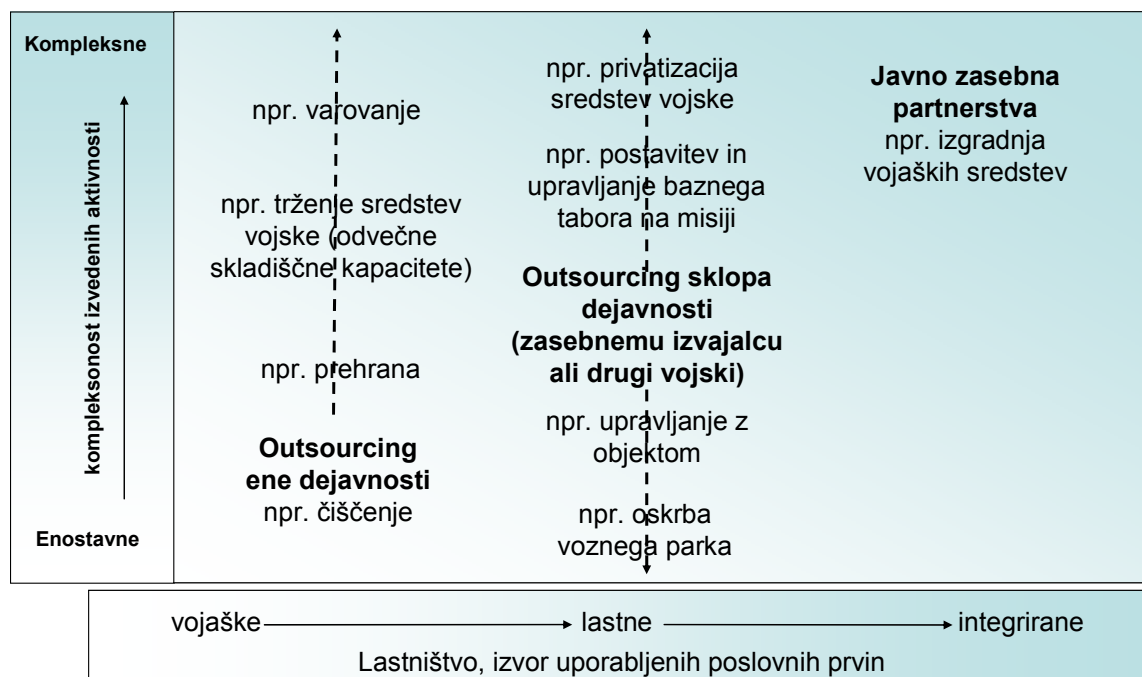 Kompleksne
kompleksonost izvedenih aktivnosti
Enostavne
npr. varovanje
npr. trženje sredstev
vojske (odvečne
skladiščne kapacitete)
npr. prehrana
Outsourcing
ene dejavnosti
npr. čiščenje
npr. privatizacija
sredstev vojske
npr. postavitev in
upravljanje baznega
tabora na misiji
Outsourcing sklopa
dejavnosti
(zasebnemu izvajalcu
ali drugi vojski)
npr. upravljanje z
objektom
npr. oskrba
voznega parka
Javno zasebna
partnerstva
npr. izgradnja
vojaških sredstev
vojaške lastne integrirane
Lastništvo, izvor uporabljenih poslovnih prvin